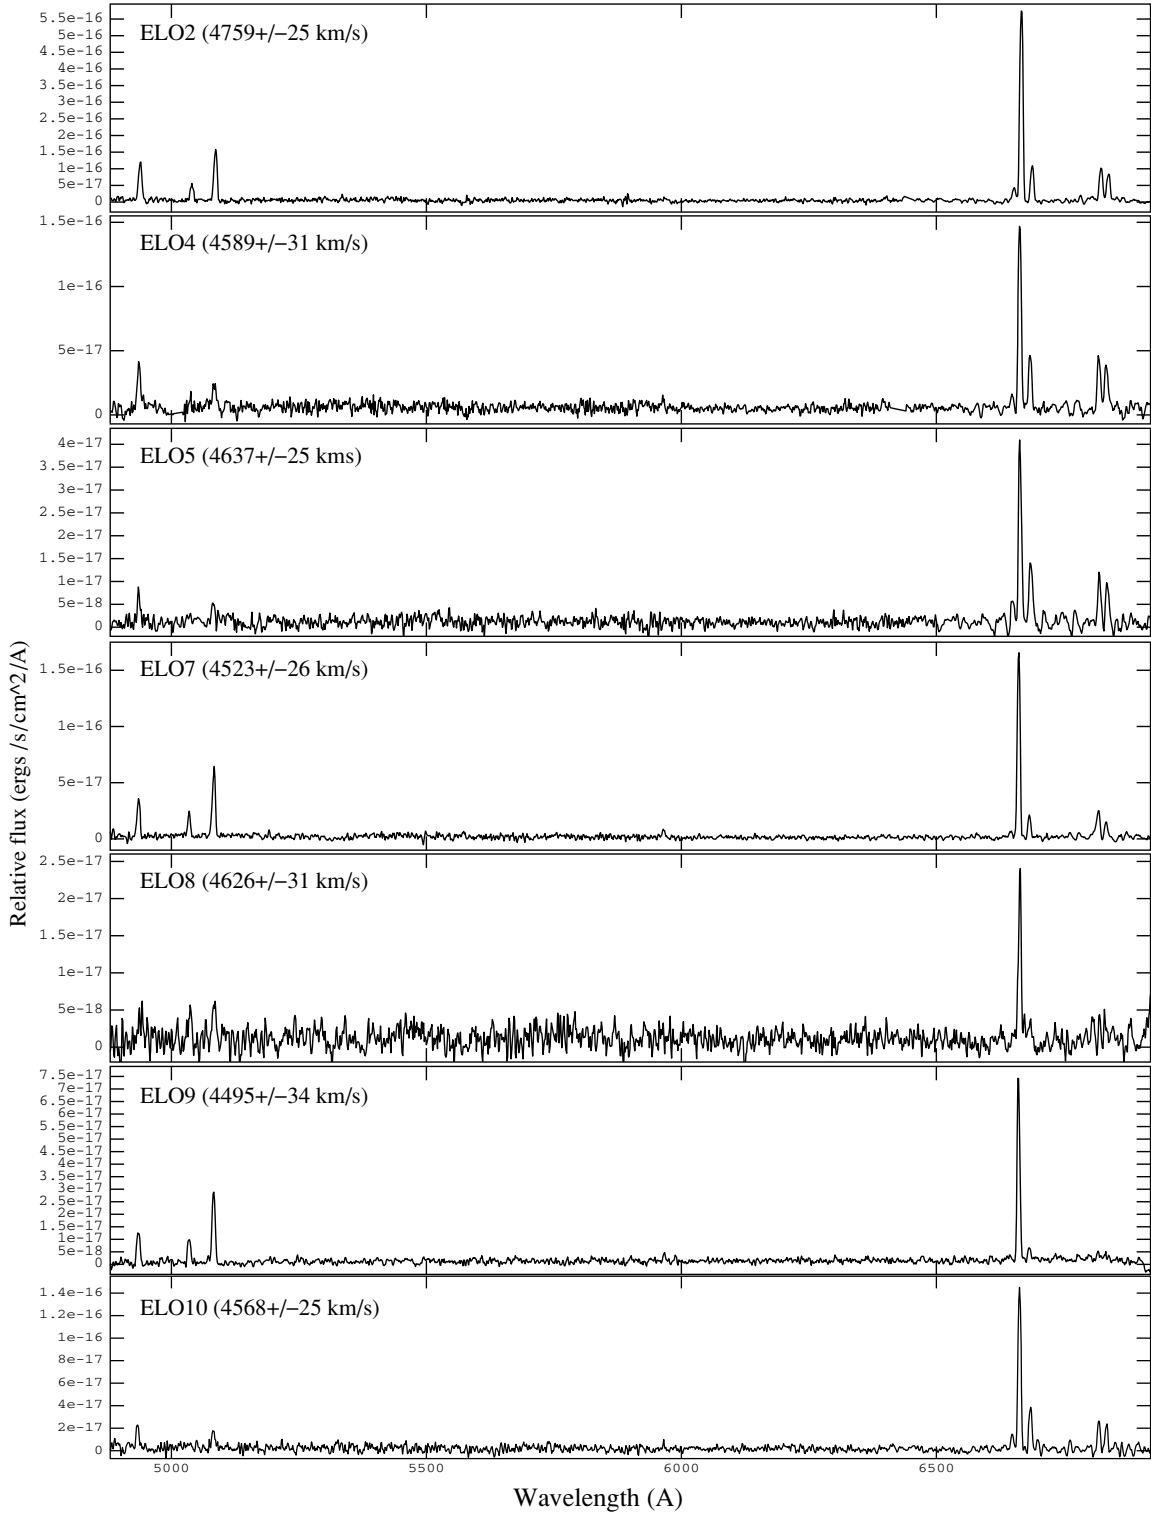 5.5e-16
5e-16
4.5e-16
4e-16
3.5e-16
3e-16
2.5e-16
2e-16
1.5e-16
1e-16
5e-17
0
ELO2 (4759+/-25 km/s)
1.5e-16
1e-16
5e-17
0
ELO4 (4589+/-31 km/s)
4e-17
3.5e-17
3e-17
2.5e-17
2e-17
1.5e-17
1e-17
5e-18
0
ELO5 (4637+/-25 kms)
1.5e-16
1e-16
5e-17
0
ELO7 (4523+/-26 km/s)
2.5e-17
2e-17
1.5e-17
1e-17
5e-18
0
ELO8 (4626+/-31 km/s)
7.5e-17
7e-17
6.5e-17
6e-17
5.5e-17
5e-17
4.5e-17
4e-17
3.5e-17
3e-17
2.5e-17
2e-17
1.5e-17
1e-17
5e-18
0
ELO9 (4495+/-34 km/s)
1.4e-16
1.2e-16
1e-16
8e-17
6e-17
4e-17
2e-17
0
ELO10 (4568+/-25 km/s)
5000 5500 6000 6500
Wavelength (A)
Relative flux (ergs /s/cm^2/A)